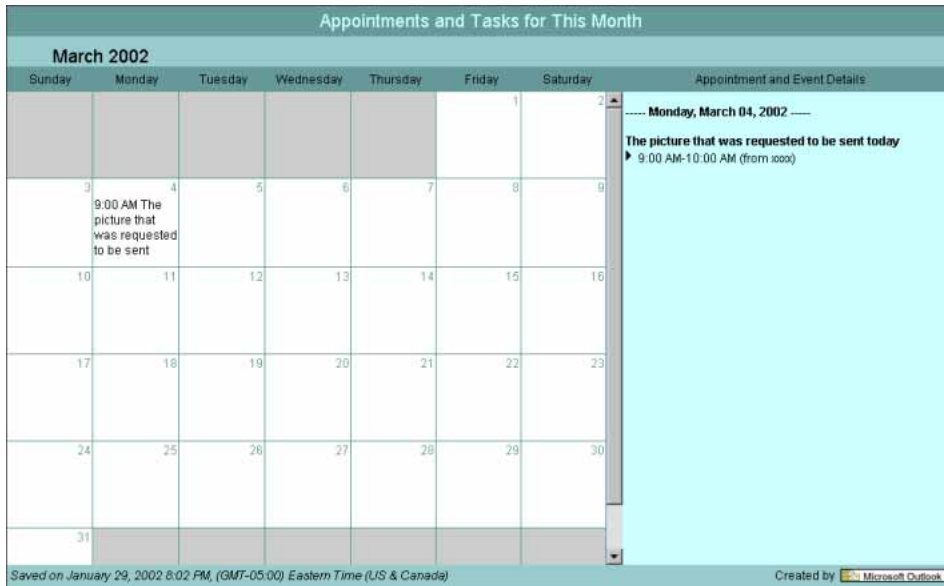 Appointments and Tasks for This Month
March 2002
Sunday Monday Tuesday Wednesday Thursday Friday Saturday Appointment and Event Details
1 2
----- Monday, March 04, 2002 -----
The picture that was requested to be sent today
9:00 AM-10:00 AM (from xxxx)
3 4 5 6 7 8 9
9:00 AM The
picture that
was requested
to be sent
10 11 12 13 14 15 16
17 18 19 20 21 22 23
24 25 26 27 28 29 30
31
Saved on January 29, 2002 8:02 PM, (GMT-05:00) Eastern Time (US & Canada)
Created by Microsoft Outlook